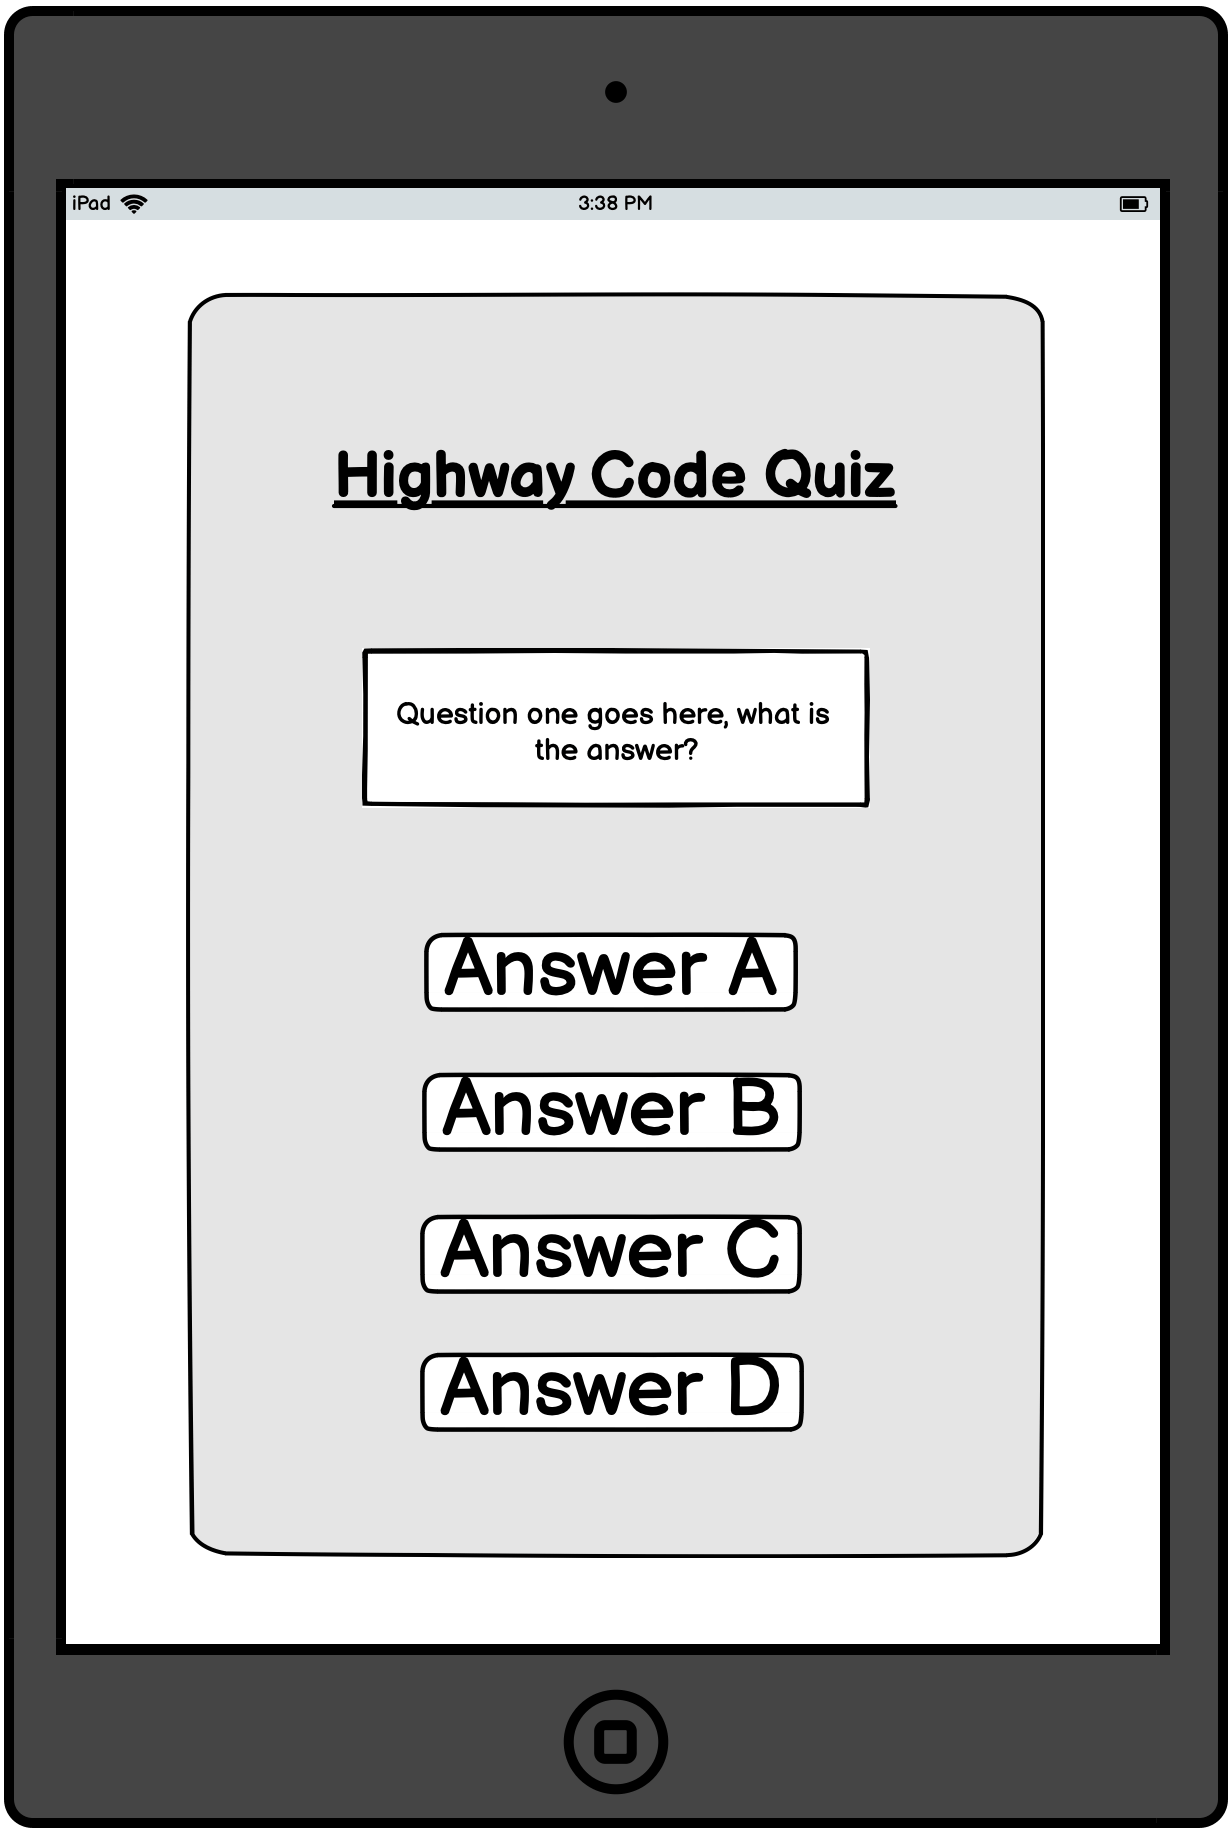 iPad 3:38 PM
Highway Code Quiz
Question one goes here, what is
the answer?
Answer A
Answer B
Answer C
Answer D